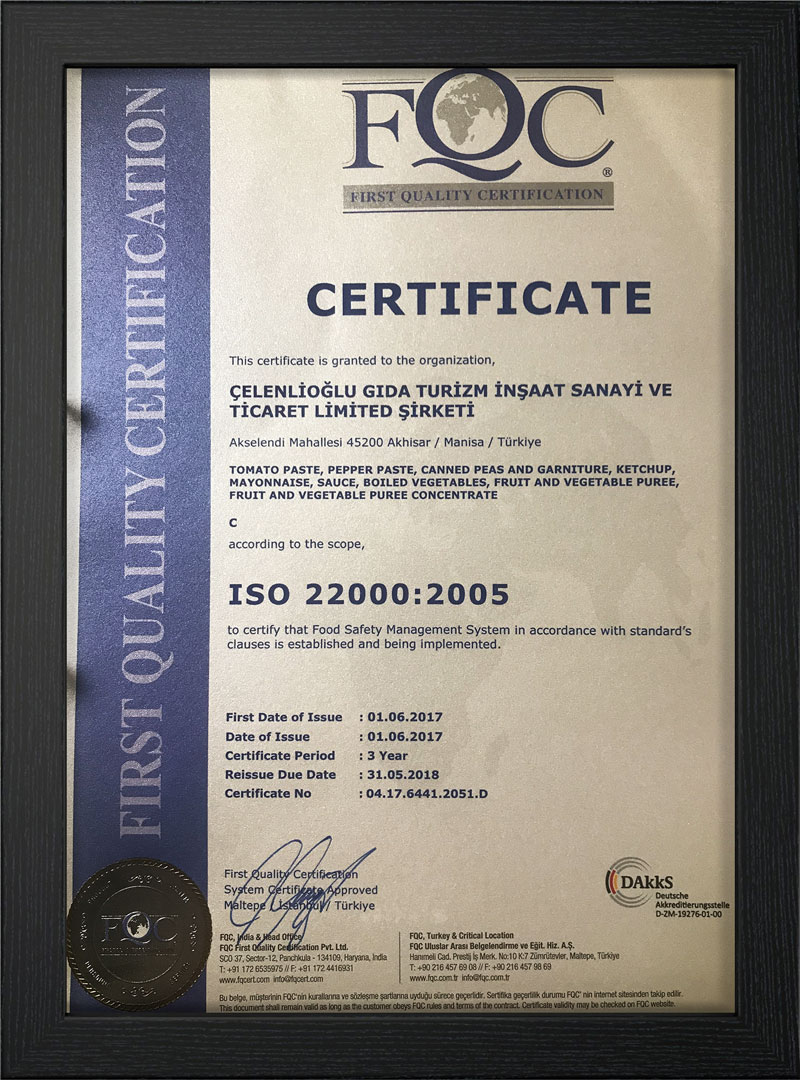 FIRST QUALITY CERTIFICATION
FQC®
FIRST QUALITY CERTIFICATION
CERTIFICATE
This certificate is granted to the organization,
ÇELENLİOĞLU GIDA TURİZM İNŞAAT SANAYİ VE
TİCARET LİMİTED ŞİRKETİ
Akselendi Mahallesi 45200 Akhisar / Manisa / Türkiye
TOMATO PASTE, PEPPER PASTE, CANNED PEAS AND GARNITURE, KETCHUP,
MAYONNAISE, SAUCE, BOILED VEGETABLES, FRUIT AND VEGETABLE PUREE,
FRUIT AND VEGETABLE PUREE CONCENTRATE
C
according to the scope,
ISO 22000:2005
to certify that Food Safety Management System in accordance with standard's
clauses is established and being implemented.
First Date of Issue : 01.06.2017
Date of Issue : 01.06.2017
Certificate Period : 3 Year
Reissue Due Date : 31.05.2018
Certificate No : 04.17.6441.2051.D
First Quality Certification
System Certificate Approved
Maltepe / İstanbul / Türkiye
DAkkS
Deutsche
Akkreditierungsstelle
D-ZM-19276-01-00
FQC
FQC, India & Head Office
FQC First Quality Certification Pvt. Ltd.
SCO 37, Sector-12, Panchkula - 134109, Haryana, India
T: +91 172 6535975 // F: +91 172 4416931
www.fqcert.com info@fqcert.com
FQC, Turkey & Critical Location
FQC Uluslar Arası Belgelendirme ve Eğit. Hiz. A.Ş.
Hanımeli Cad. Prestij İş Merk. No:10 K:7 Zümrütevler, Maltepe, Türkiye
T: +90 216 457 69 08 // F: +90 216 457 98 69
www.fqc.com.tr info@fqc.com.tr
Bu belge, müşterinin FQC'nin kurallarına ve sözleşme şartlarına uyduğu sürece geçerlidir. Sertifika geçerlilik durumu FQC' nin internet sitesinden takip edilir.
This document shall remain valid as long as the customer obeys FQC rules and terms of the contract. Certificate validity may be checked on FQC website.